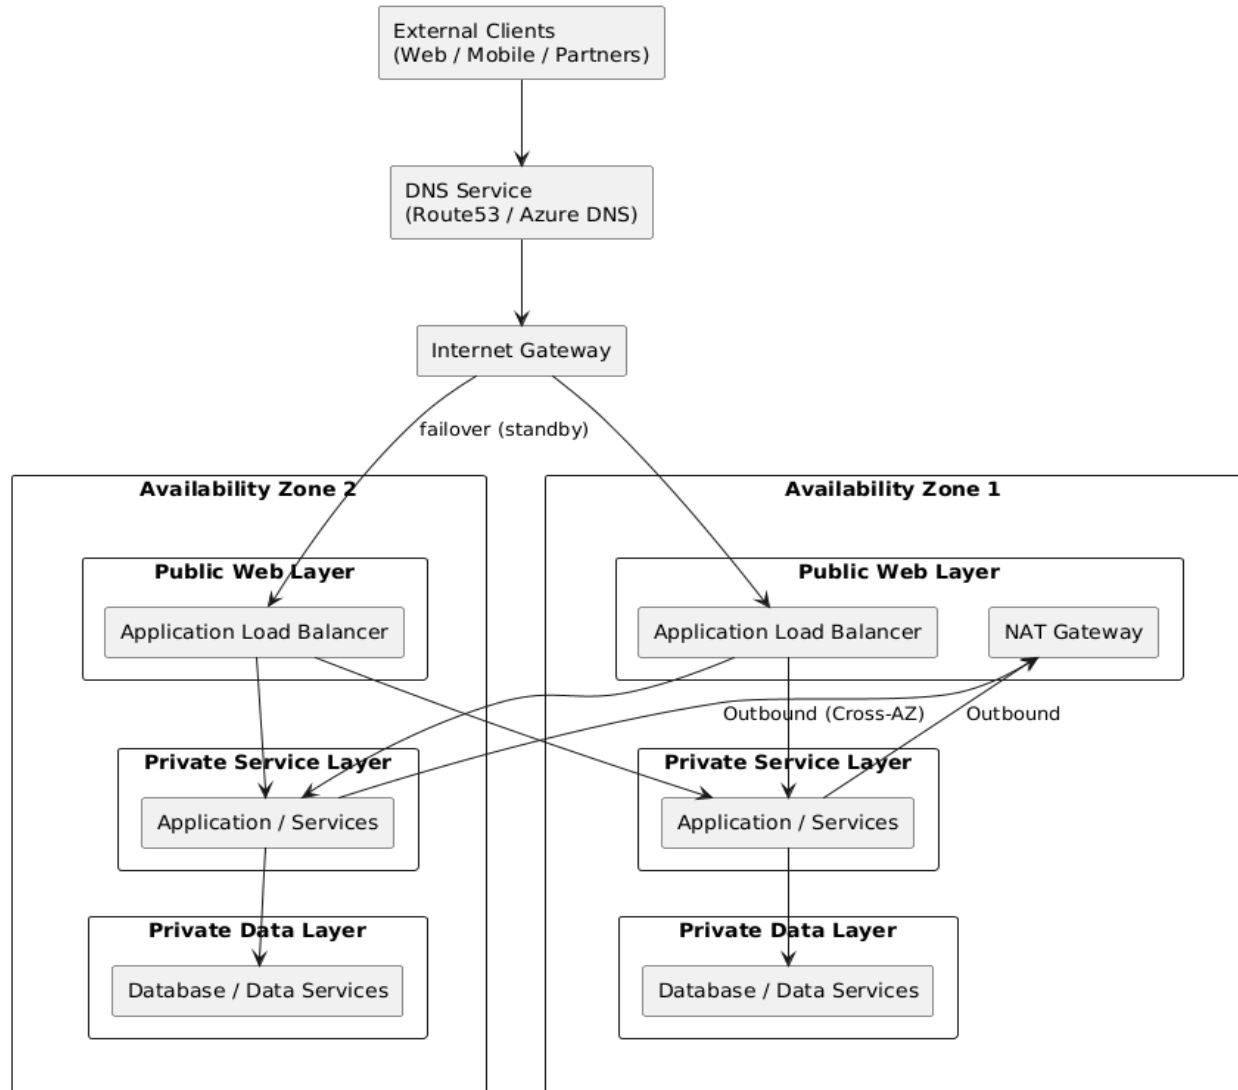 External Clients
(Web / Mobile / Partners)
DNS Service
(Route53 / Azure DNS)
Internet Gateway
failover (standby)
Availability Zone 2
Availability Zone 1
Public Web Layer
Public Web Layer
Application Load Balancer
Application Load Balancer
NAT Gateway
Outbound (Cross-AZ)
Outbound
Private Service Layer
Private Service Layer
Application / Services
Application / Services
Private Data Layer
Private Data Layer
Database / Data Services
Database / Data Services